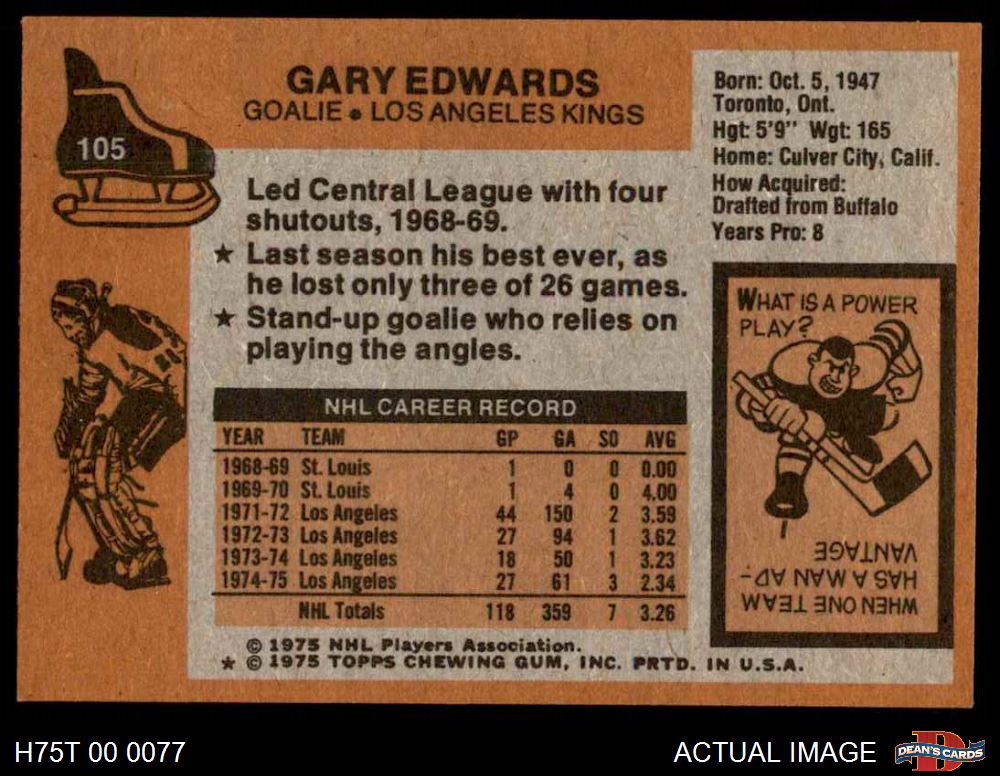 105
GARY EDWARDS
GOALIE • LOS ANGELES KINGS
Led Central League with four
shutouts, 1968-69.
★ Last season his best ever, as
he lost only three of 26 games.
★ Stand-up goalie who relies on
playing the angles.
NHL CAREER RECORD
YEAR TEAM GP GA SO AVG
1968-69 St. Louis 1 0 0 0.00
1969-70 St. Louis 1 4 0 4.00
1971-72 Los Angeles 44 150 2 3.59
1972-73 Los Angeles 27 94 1 3.62
1973-74 Los Angeles 18 50 1 3.23
1974-75 Los Angeles 27 61 3 2.34
NHL Totals 118 359 7 3.26
© 1975 NHL Players Association.
★ © 1975 TOPPS CHEWING GUM, INC. PRTD. IN U.S.A.
Born: Oct. 5, 1947
Toronto, Ont.
Hgt: 5'9" Wgt: 165
Home: Culver City, Calif.
How Acquired:
Drafted from Buffalo
Years Pro: 8
WHAT IS A POWER
PLAY?
WHEN ONE TEAM
HAS A MAN AD-
VANTAGE
H75T 00 0077
ACTUAL IMAGE
D
DEAN'S CARDS